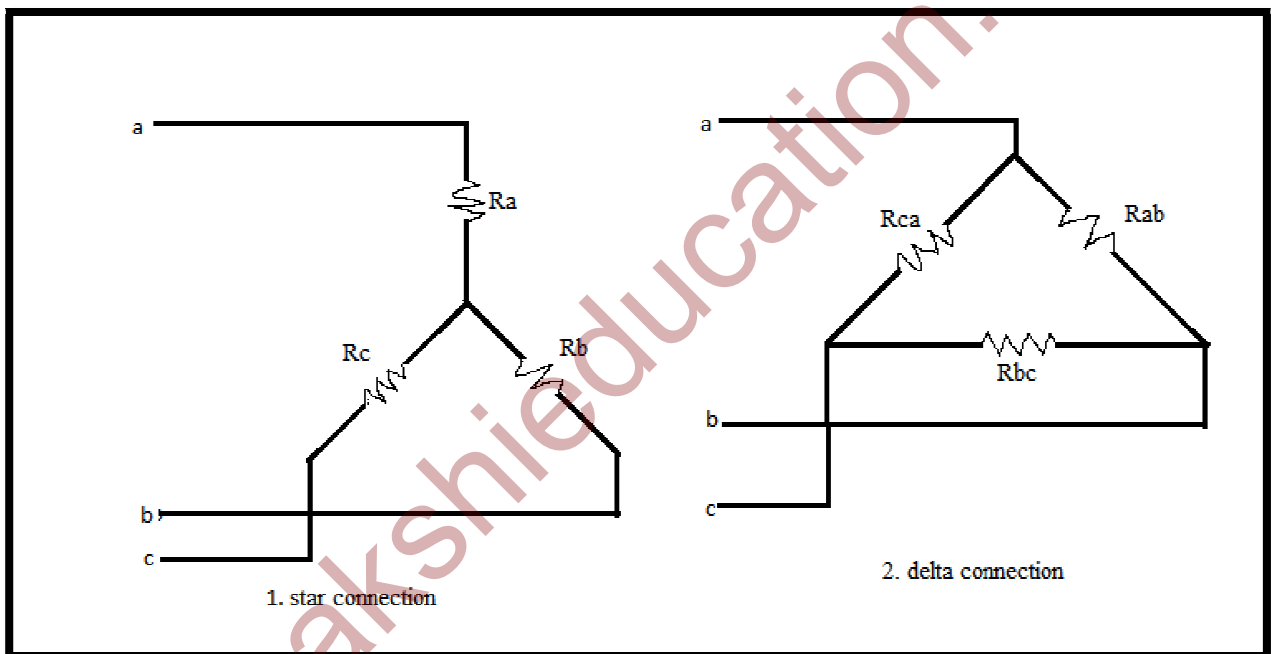 a
Ra
Rc
Rb
b
c
1. star connection
a
Rca
Rab
Rbc
b
c
2. delta connection
akshieducation.